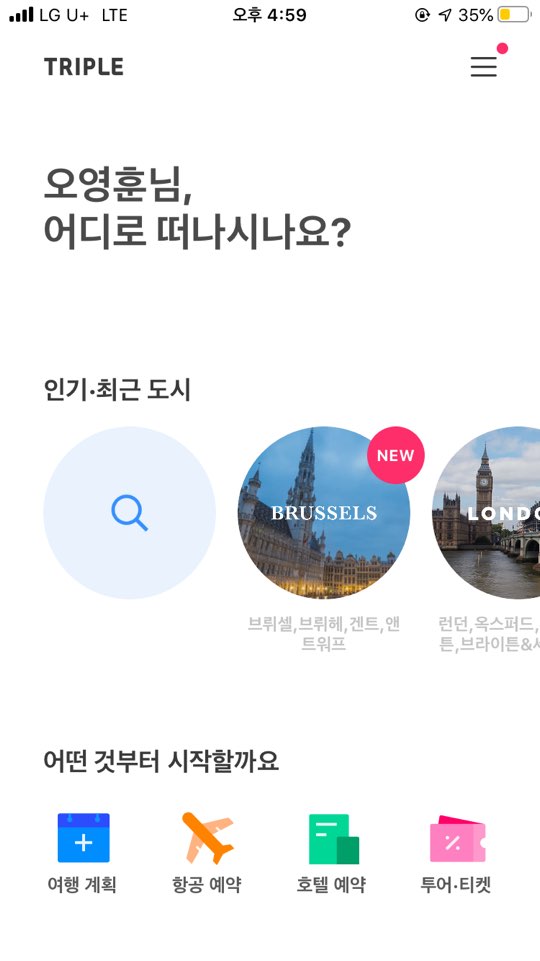 LG U+ LTE 오후 4:59 35%
TRIPLE
오영훈님,
어디로 떠나시나요?
인기·최근 도시
NEW
BRUSSELS
LONDO
브뤼셀,브뤼헤,겐트,앤
트워프
런던,옥스퍼드,
튼,브라이튼&서
어떤 것부터 시작할까요
여행 계획
항공 예약
호텔 예약
투어·티켓